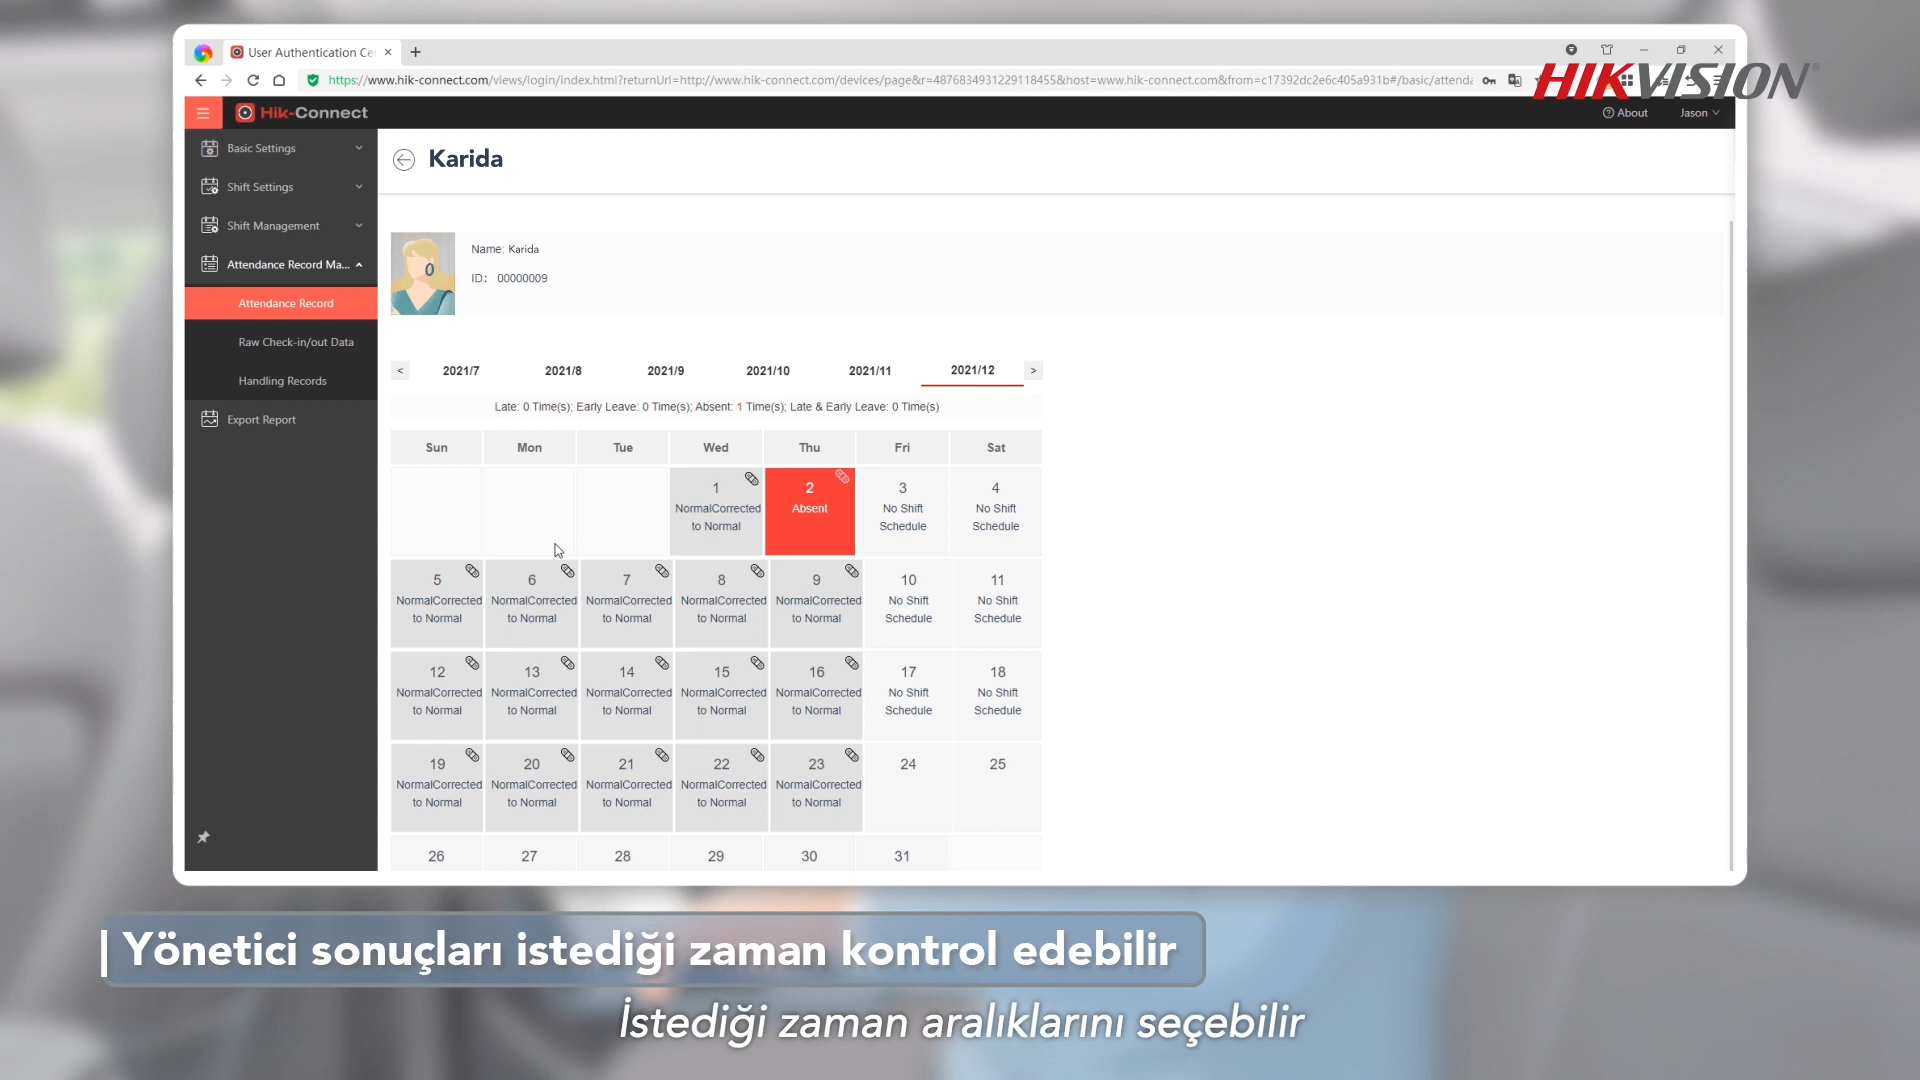 User Authentication Ce
https://www.hik-connect.com/views/login/index.html?returnUrl=http://www.hik-connect.com/devices/page&r=4876834931229118455&host=www.hik-connect.com&from=c17392dc2e6c405a931b#/basic/attenda
HIKVISION®
Hik-Connect
About
Jason
Basic Settings
Shift Settings
Shift Management
Attendance Record Ma...
Attendance Record
Raw Check-in/out Data
Handling Records
Export Report
Karida
Name: Karida
ID: 00000009
< 2021/7 2021/8 2021/9 2021/10 2021/11 2021/12 >
Late: 0 Time(s); Early Leave: 0 Time(s); Absent: 1 Time(s); Late & Early Leave: 0 Time(s)
Sun Mon Tue Wed Thu Fri Sat
1 2 3 4
NormalCorrected Absent No Shift No Shift
to Normal Schedule Schedule
5 6 7 8 9 10 11
NormalCorrected NormalCorrected NormalCorrected NormalCorrected NormalCorrected No Shift No Shift
to Normal to Normal to Normal to Normal to Normal Schedule Schedule
12 13 14 15 16 17 18
NormalCorrected NormalCorrected NormalCorrected NormalCorrected NormalCorrected No Shift No Shift
to Normal to Normal to Normal to Normal to Normal Schedule Schedule
19 20 21 22 23 24 25
NormalCorrected NormalCorrected NormalCorrected NormalCorrected NormalCorrected
to Normal to Normal to Normal to Normal to Normal
26 27 28 29 30 31
Yönetici sonuçları istediği zaman kontrol edebilir
İstediği zaman aralıklarını seçebilir